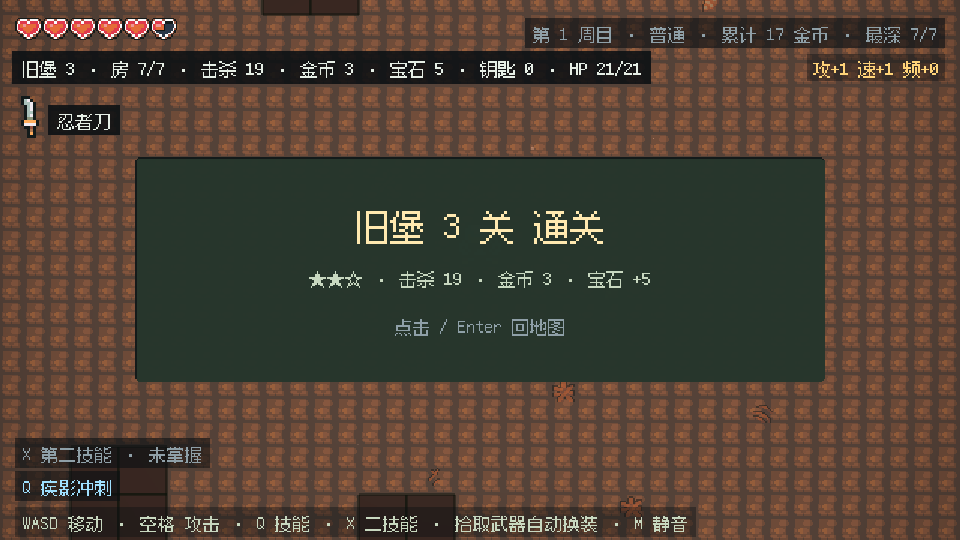 第 1 周目 · 普通 · 累计 17 金币 · 最深 7/7
旧堡 3 · 房 7/7 · 击杀 19 · 金币 3 · 宝石 5 · 钥匙 0 · HP 21/21
攻+1 速+1 频+0
忍者刀
旧堡 3 关 通关
★★☆ · 击杀 19 · 金币 3 · 宝石 +5
点击 / Enter 回地图
X 第二技能 · 未掌握
Q 疾影冲刺
WASD 移动 · 空格 攻击 · Q 技能 · X 二技能 · 拾取武器自动换装 · M 静音